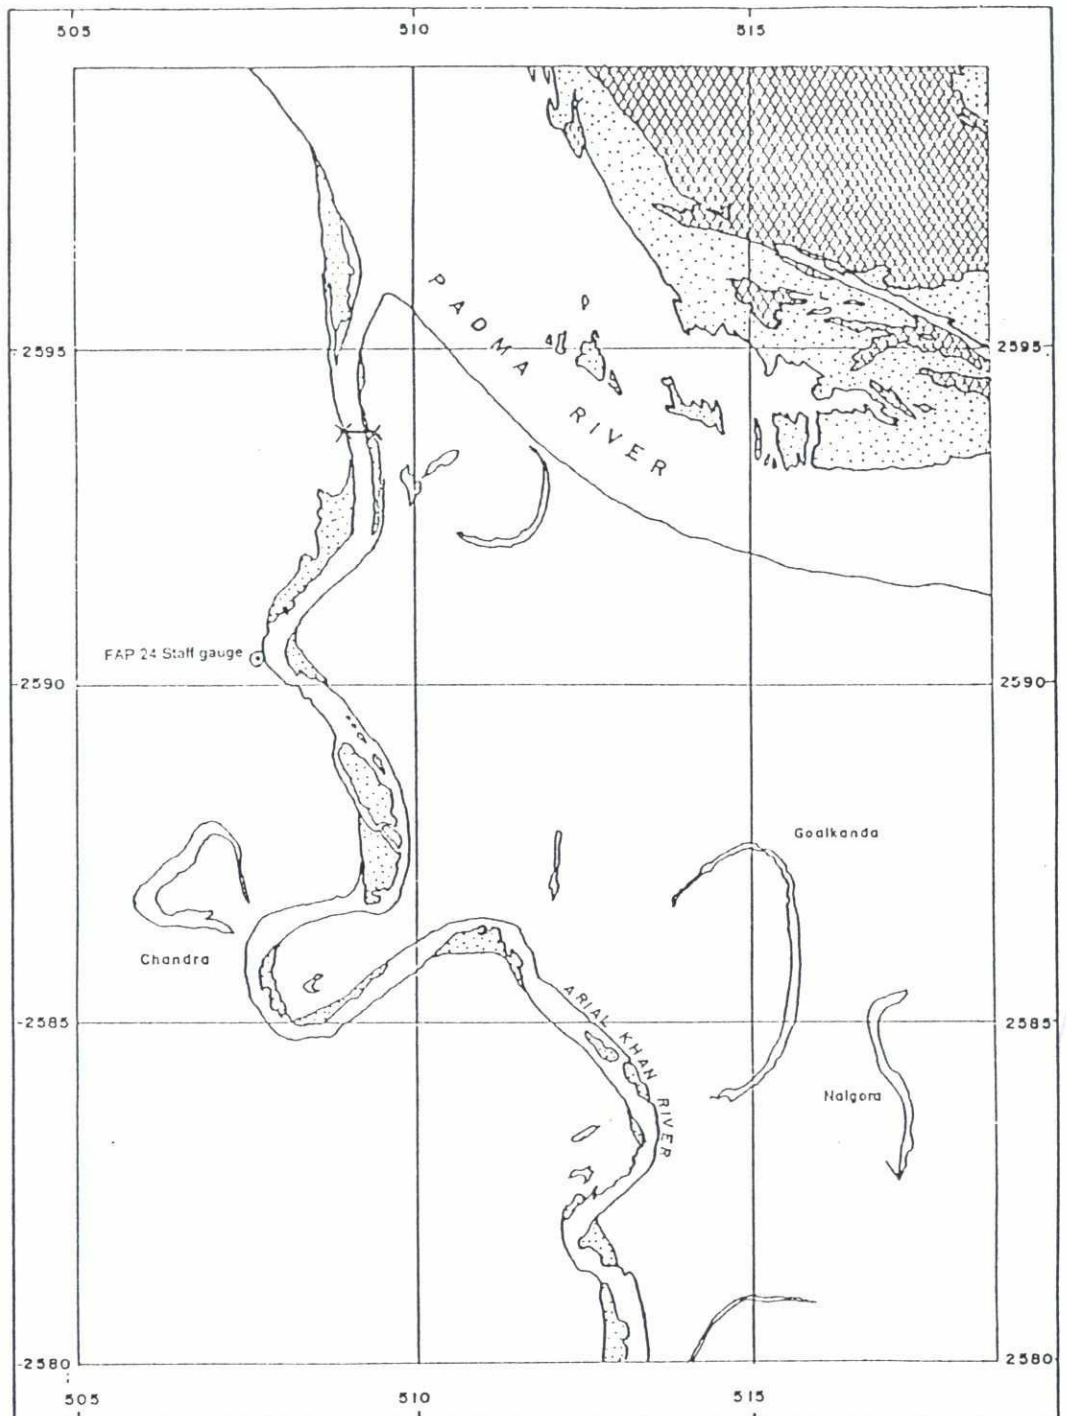 505 510 515
PADMA
RIVER
2595 2595
FAP 24 Staff gauge
2590 2590
Goalkanda
Chandra
ARIAL KHAN RIVER
2585 2585
Nalgora
2580 2580
505 510 515